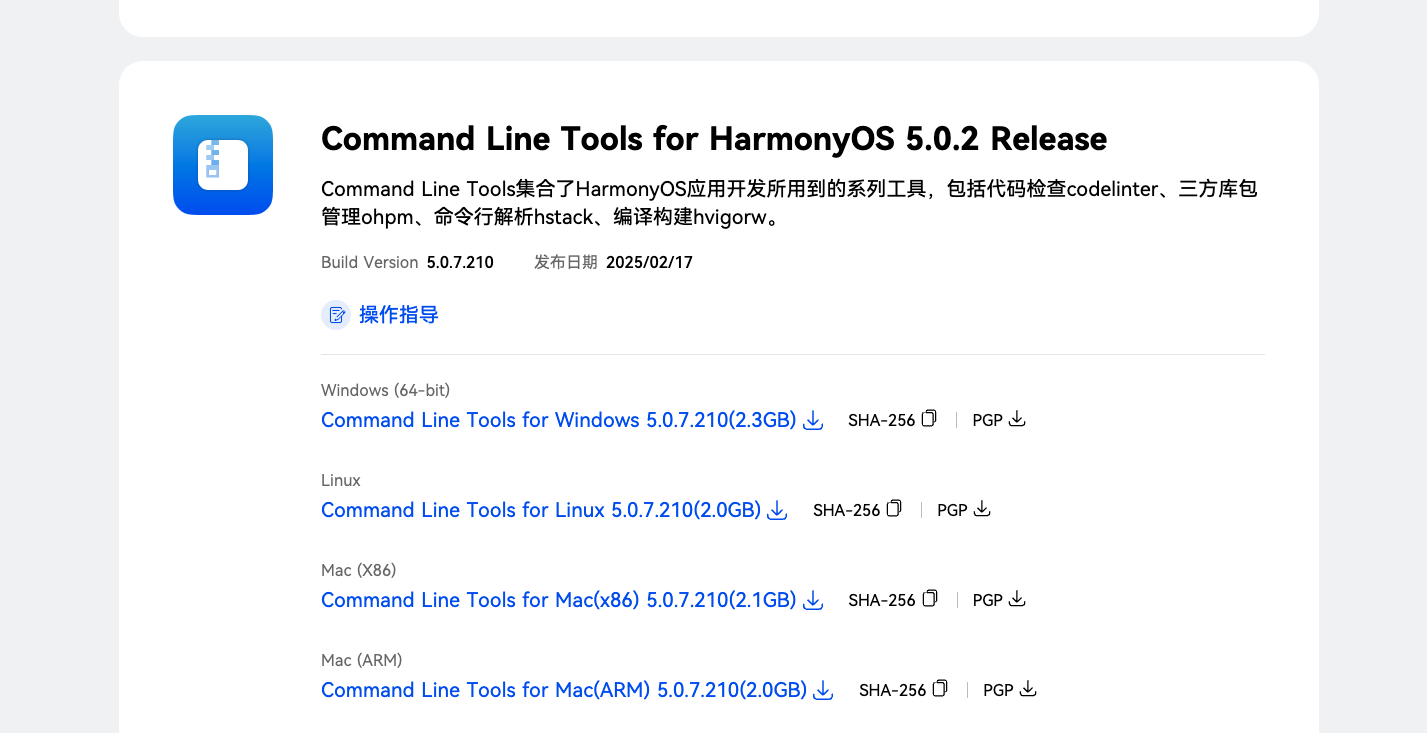 Command Line Tools for HarmonyOS 5.0.2 Release
Command Line Tools集合了HarmonyOS应用开发所用到的系列工具，包括代码检查codelinter、三方库包
管理ohpm、命令行解析hstack、编译构建hvigorw。
Build Version 5.0.7.210 发布日期 2025/02/17
操作指导
Windows (64-bit)
Command Line Tools for Windows 5.0.7.210(2.3GB) SHA-256 PGP
Linux
Command Line Tools for Linux 5.0.7.210(2.0GB) SHA-256 PGP
Mac (X86)
Command Line Tools for Mac(x86) 5.0.7.210(2.1GB) SHA-256 PGP
Mac (ARM)
Command Line Tools for Mac(ARM) 5.0.7.210(2.0GB) SHA-256 PGP